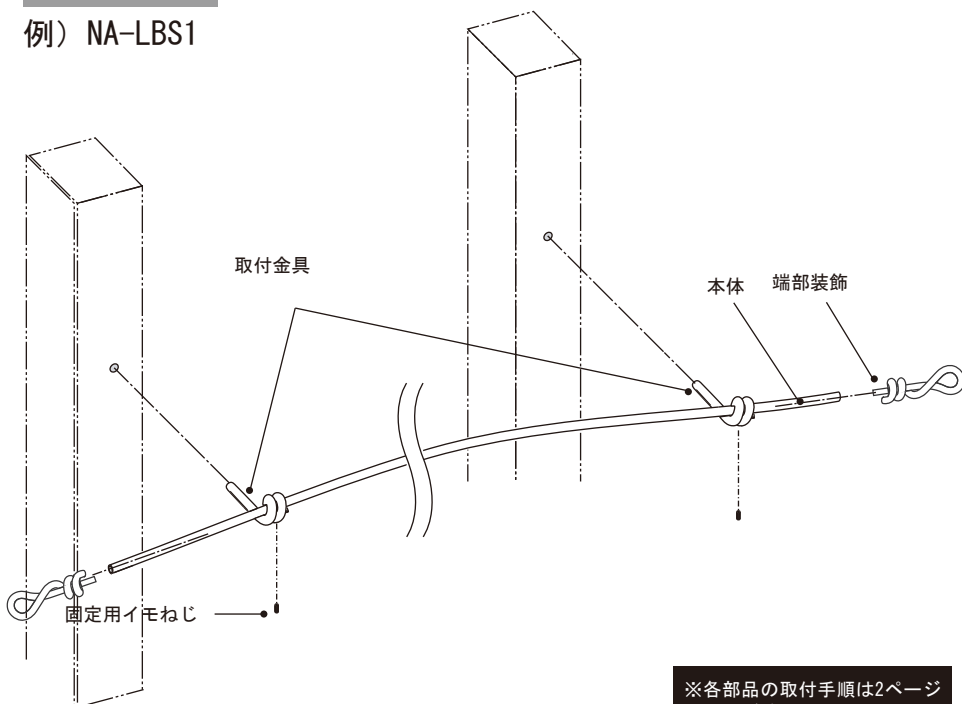 例）NA-LBS1
取付金具
本体
端部装飾
固定用イモねじ
※各部品の取付手順は2ページ